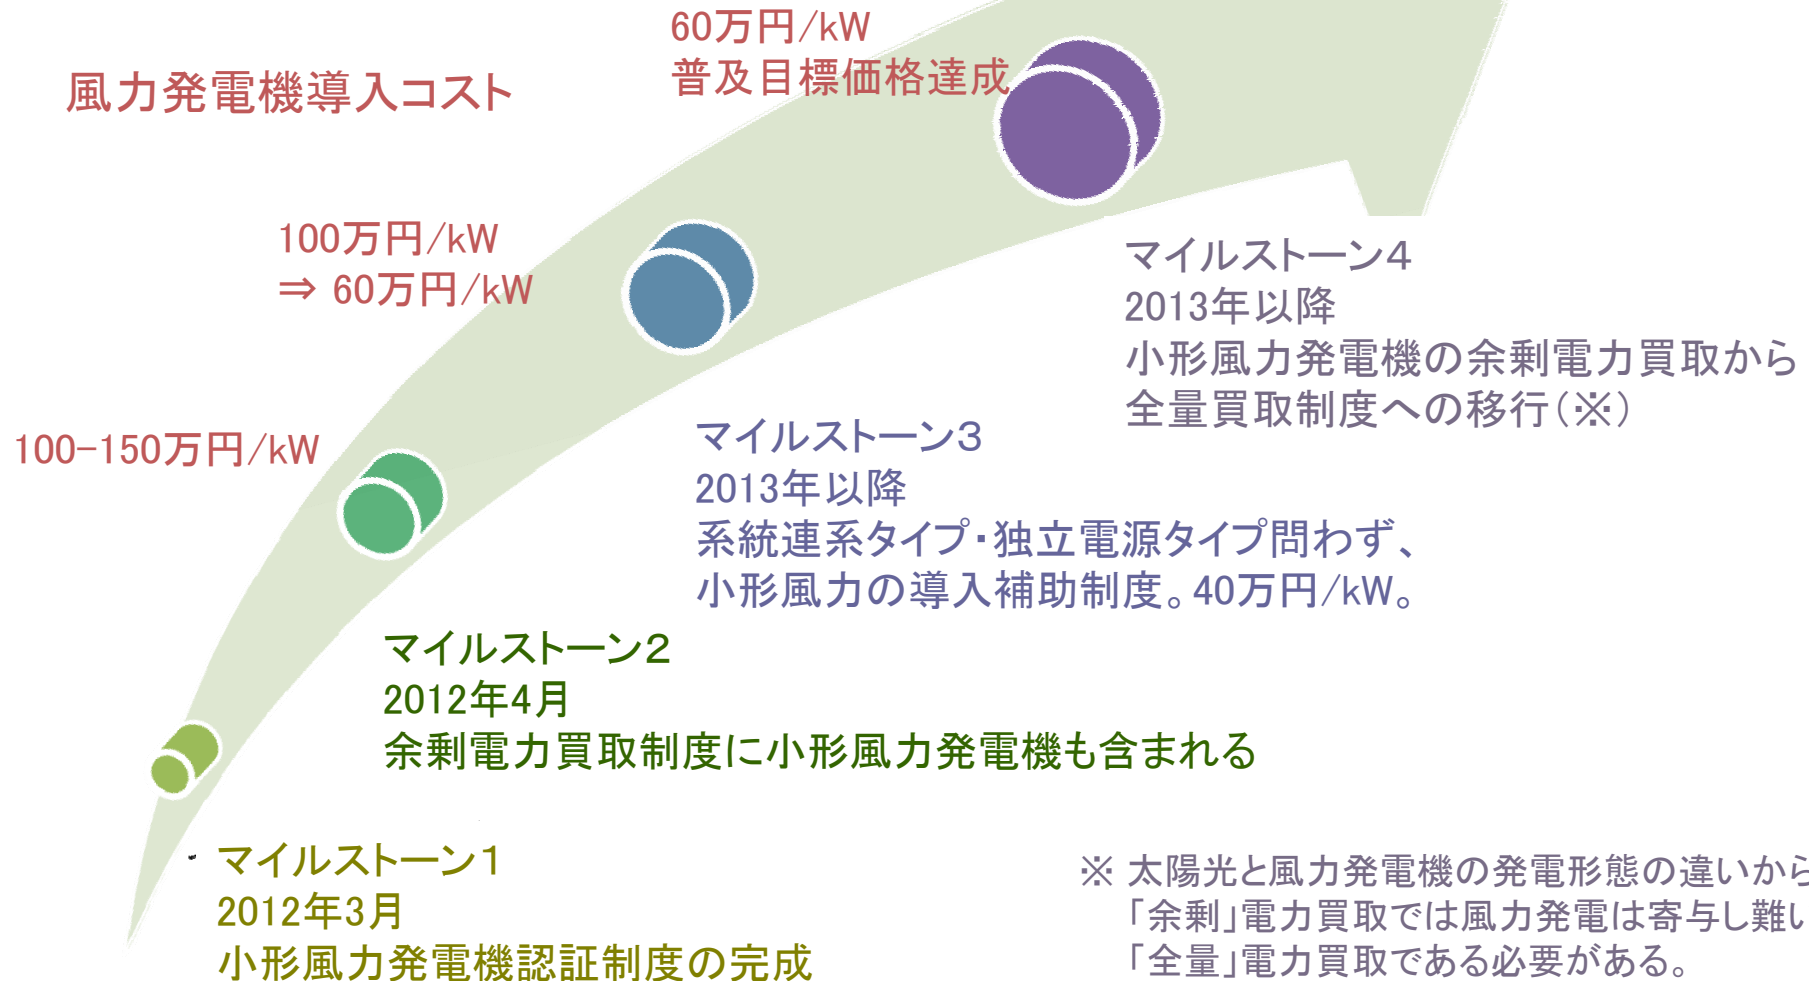 風力発電機導入コスト
60万円/kW
普及目標価格達成
100万円/kW
⇒ 60万円/kW
100-150万円/kW
マイルストーン4
2013年以降
小形風力発電機の余剰電力買取から
全量買取制度への移行(※)
マイルストーン3
2013年以降
系統連系タイプ・独立電源タイプ問わず、
小形風力の導入補助制度。40万円/kW。
マイルストーン2
2012年4月
余剰電力買取制度に小形風力発電機も含まれる
マイルストーン1
2012年3月
小形風力発電機認証制度の完成
※ 太陽光と風力発電機の発電形態の違いから
「余剰」電力買取では風力発電は寄与し難い
「全量」電力買取である必要がある。